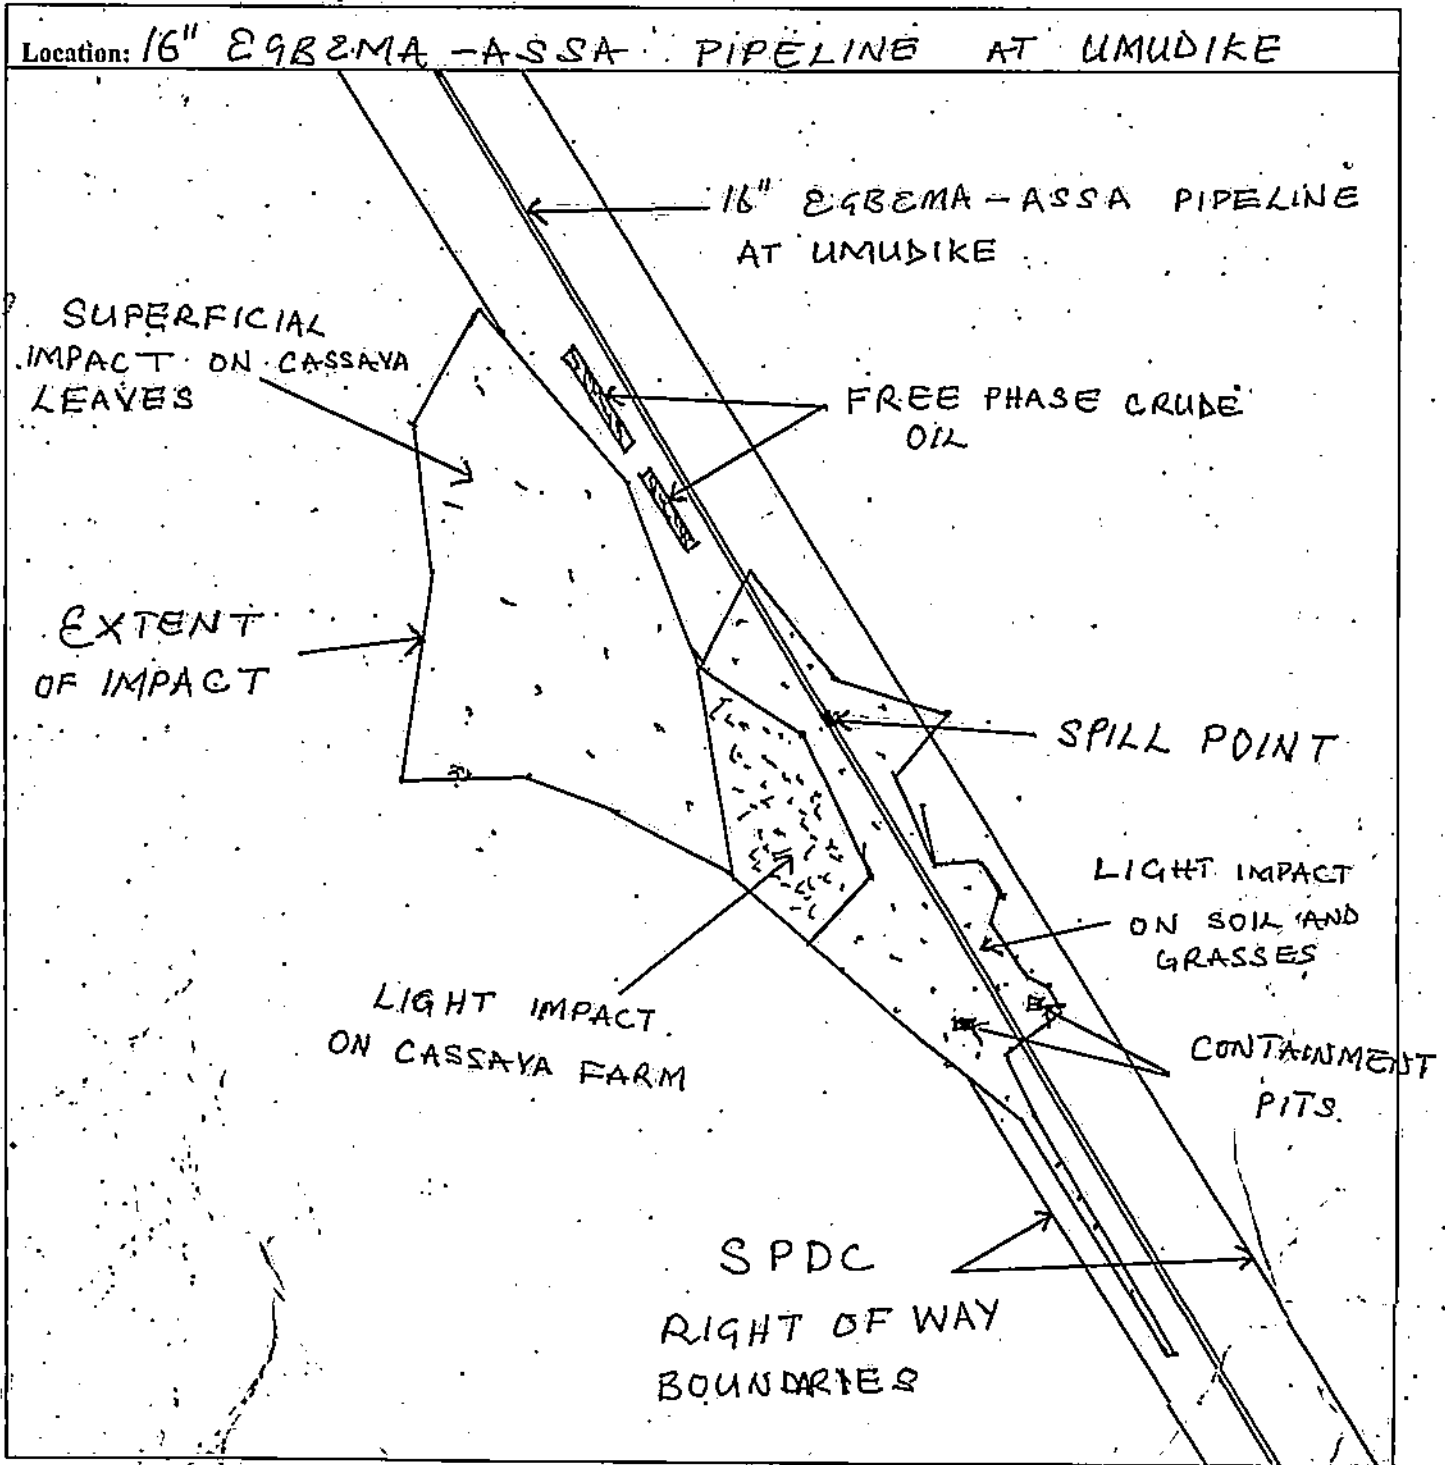 Location: 16" EGBEMA - ASSA PIPELINE AT UMUDIKE
16" EGBEMA - ASSA PIPELINE
AT UMUDIKE
SUPERFICIAL
IMPACT ON CASSAVA
LEAVES
FREE PHASE CRUDE
OIL
EXTENT
OF IMPACT
SPILL POINT
LIGHT IMPACT
ON SOIL AND
GRASSES
LIGHT IMPACT
ON CASSAVA FARM
CONTAINMENT
PITS.
SPDC
RIGHT OF WAY
BOUNDARIES